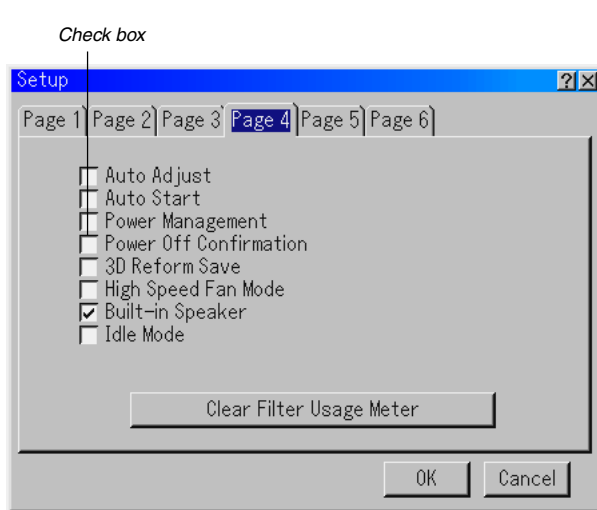 Check box
Setup
?
Page 1 Page 2 Page 3 Page 4 Page 5 Page 6
Auto Adjust
Auto Start
Power Management
Power Off Confirmation
3D Reform Save
High Speed Fan Mode
Built-in Speaker
Idle Mode
Clear Filter Usage Meter
OK Cancel